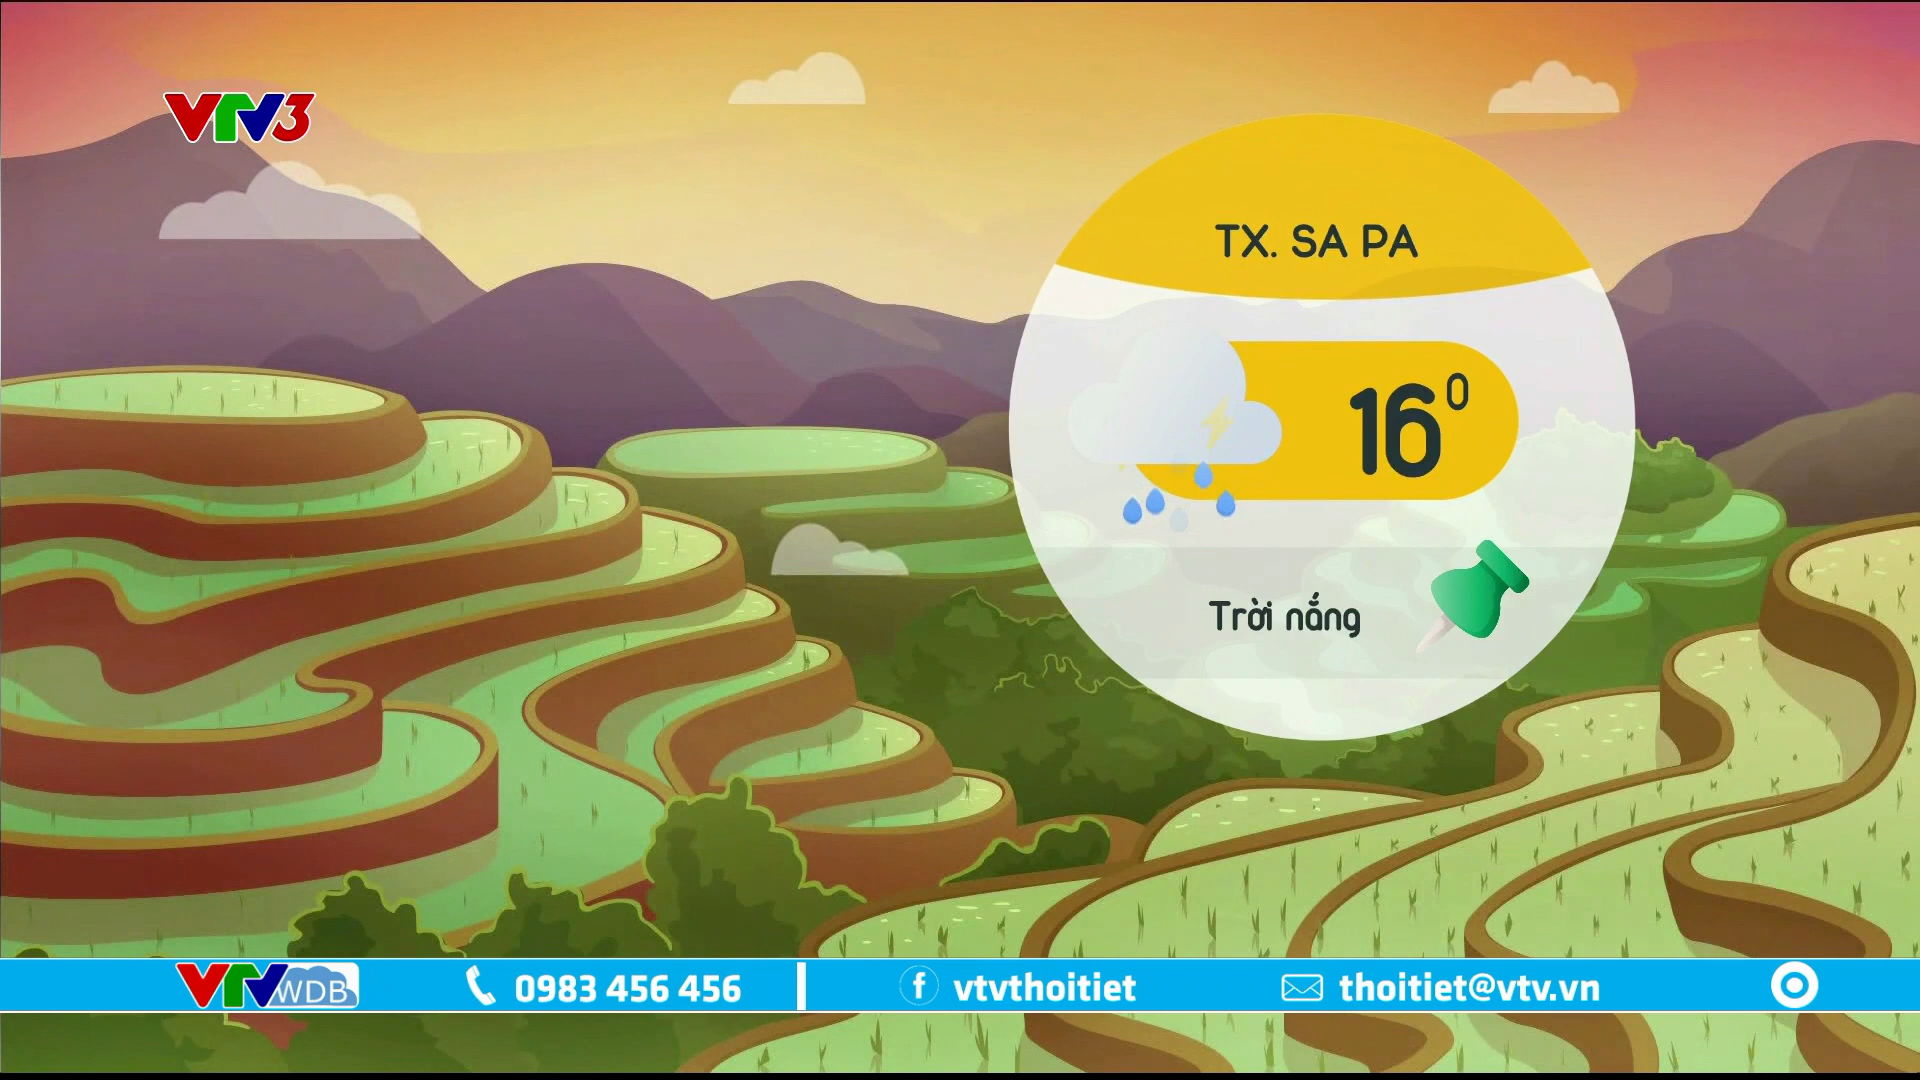 VTV3
TX. SA PA
16⁰
Trời nắng
VTV WDB
0983 456 456
vtvthoitiet
thoitiet@vtv.vn